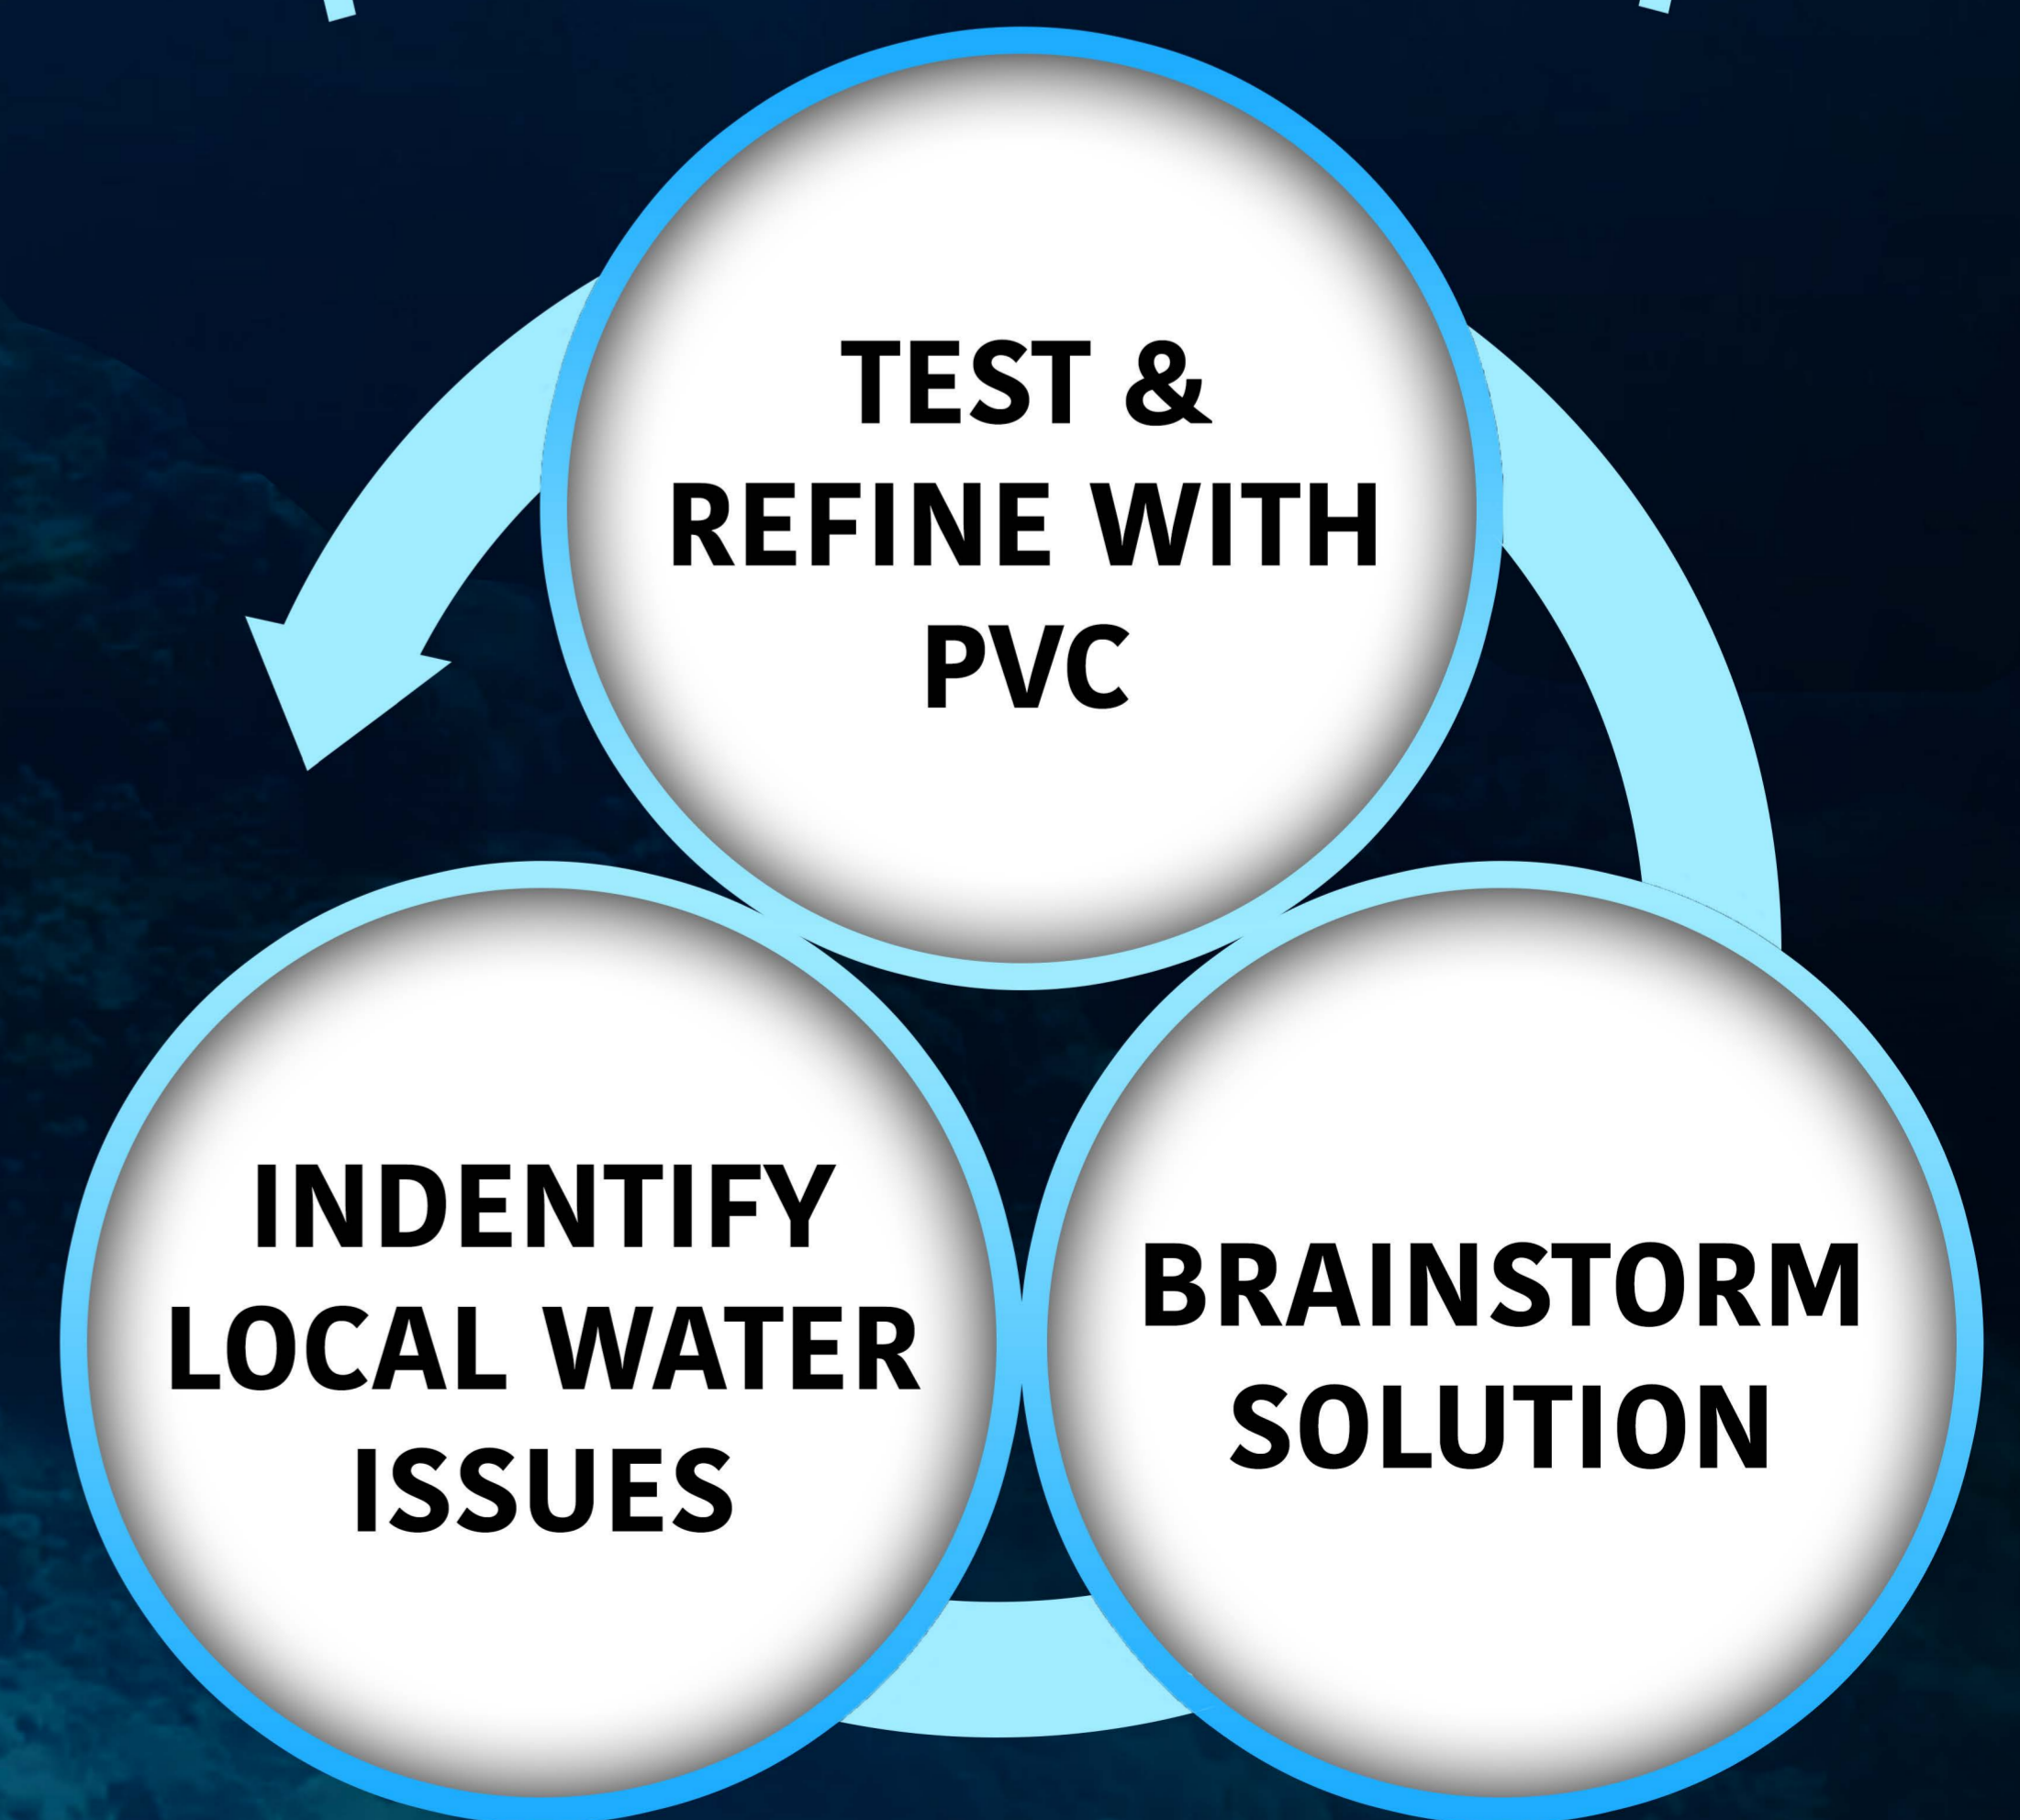 TEST &
REFINE WITH
PVC
INDENTIFY
LOCAL WATER
ISSUES
BRAINSTORM
SOLUTION